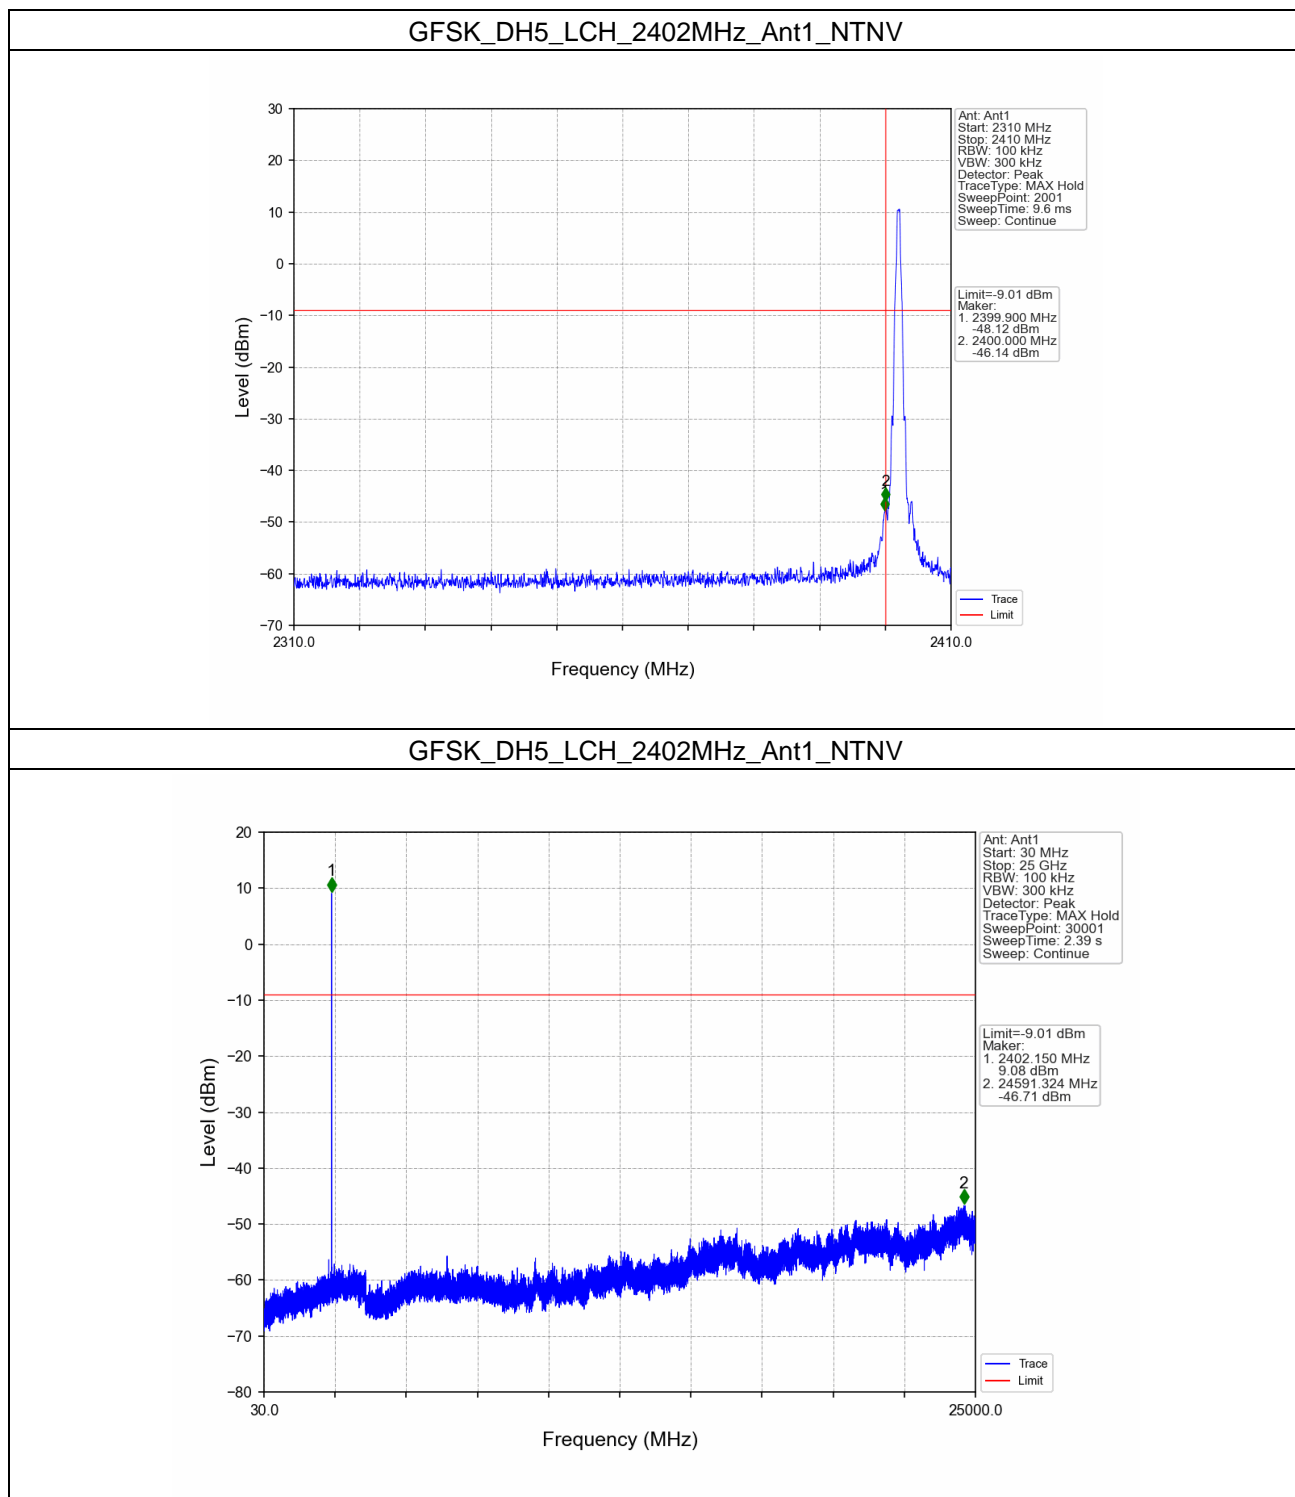 GFSK_DH5_LCH_2402MHz_Ant1_NTNV
30
20
10
0
−10
−20
−30
−40
−50
−60
−70
Level (dBm)
2310.0
2410.0
Frequency (MHz)
2
Ant: Ant1
Start: 2310 MHz
Stop: 2410 MHz
RBW: 100 kHz
VBW: 300 kHz
Detector: Peak
TraceType: MAX Hold
SweepPoint: 2001
SweepTime: 9.6 ms
Sweep: Continue
Limit=-9.01 dBm
Maker:
1. 2399.900 MHz
-48.12 dBm
2. 2400.000 MHz
-46.14 dBm
Trace
Limit
GFSK_DH5_LCH_2402MHz_Ant1_NTNV
20
10
0
−10
−20
−30
−40
−50
−60
−70
−80
Level (dBm)
30.0
25000.0
Frequency (MHz)
1
2
Ant: Ant1
Start: 30 MHz
Stop: 25 GHz
RBW: 100 kHz
VBW: 300 kHz
Detector: Peak
TraceType: MAX Hold
SweepPoint: 30001
SweepTime: 2.39 s
Sweep: Continue
Limit=-9.01 dBm
Maker:
1. 2402.150 MHz
9.08 dBm
2. 24591.324 MHz
-46.71 dBm
Trace
Limit